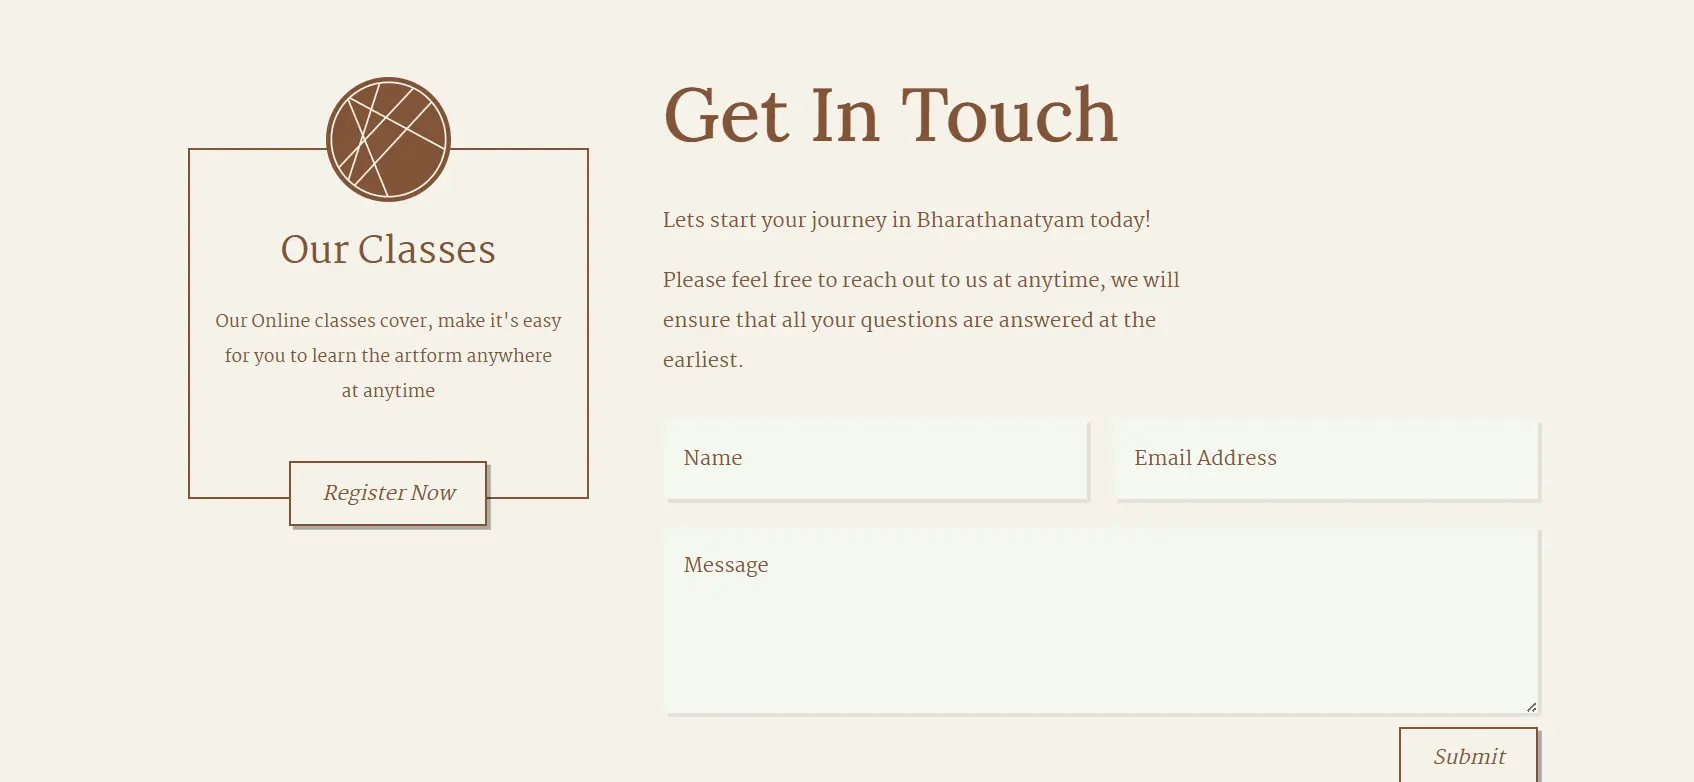 Our Classes
Our Online classes cover, make it's easy
for you to learn the artform anywhere
at anytime
Register Now
Get In Touch
Lets start your journey in Bharathanatyam today!
Please feel free to reach out to us at anytime, we will
ensure that all your questions are answered at the
earliest.
Name
Email Address
Message
Submit